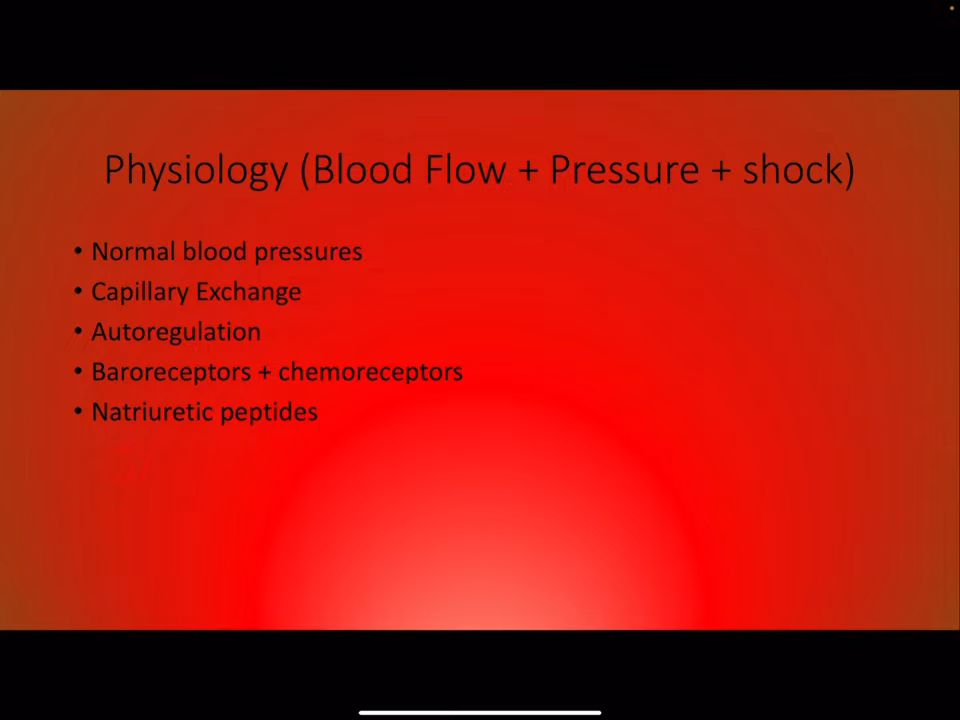 Physiology (Blood Flow + Pressure + shock)
• Normal blood pressures
• Capillary Exchange
• Autoregulation
• Baroreceptors + chemoreceptors
• Natriuretic peptides